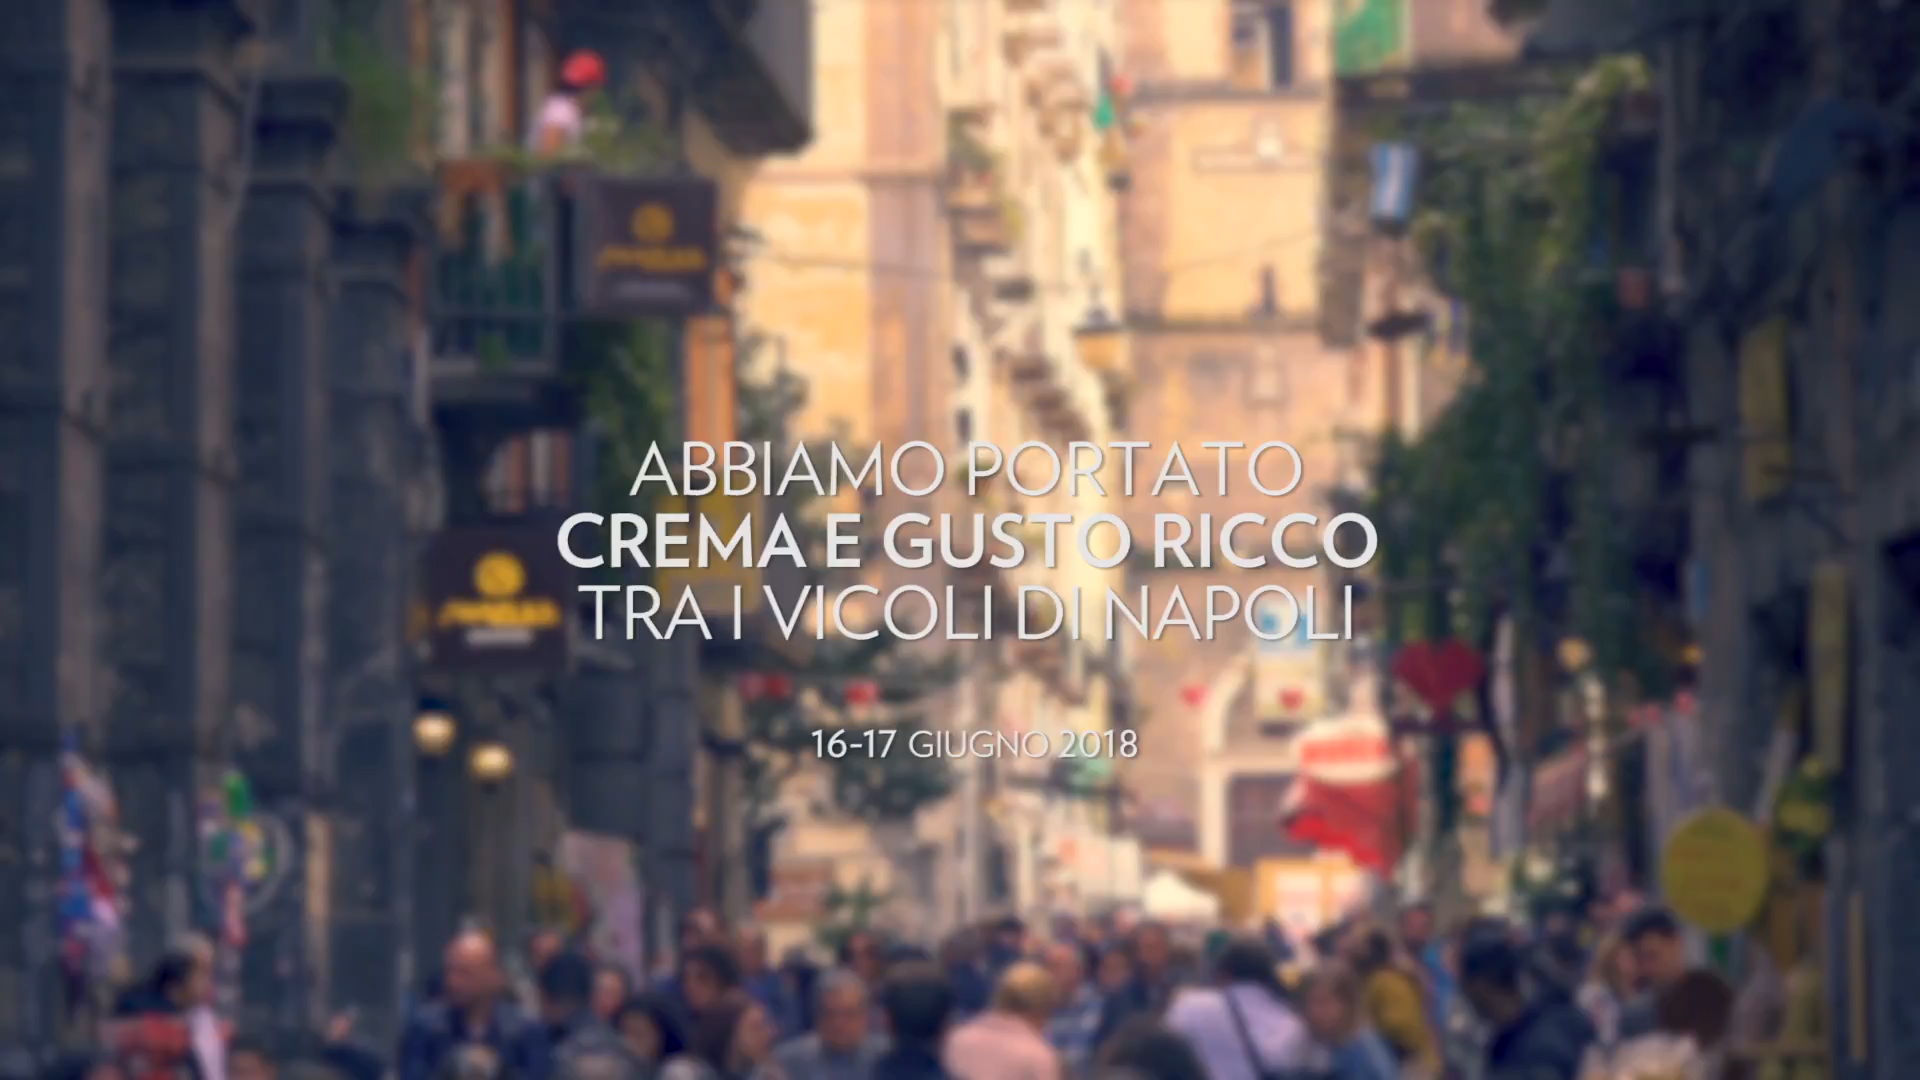 ABBIAMO PORTATO
CREMA E GUSTO RICCO
TRA I VICOLI DI NAPOLI
16-17 GIUGNO 2018